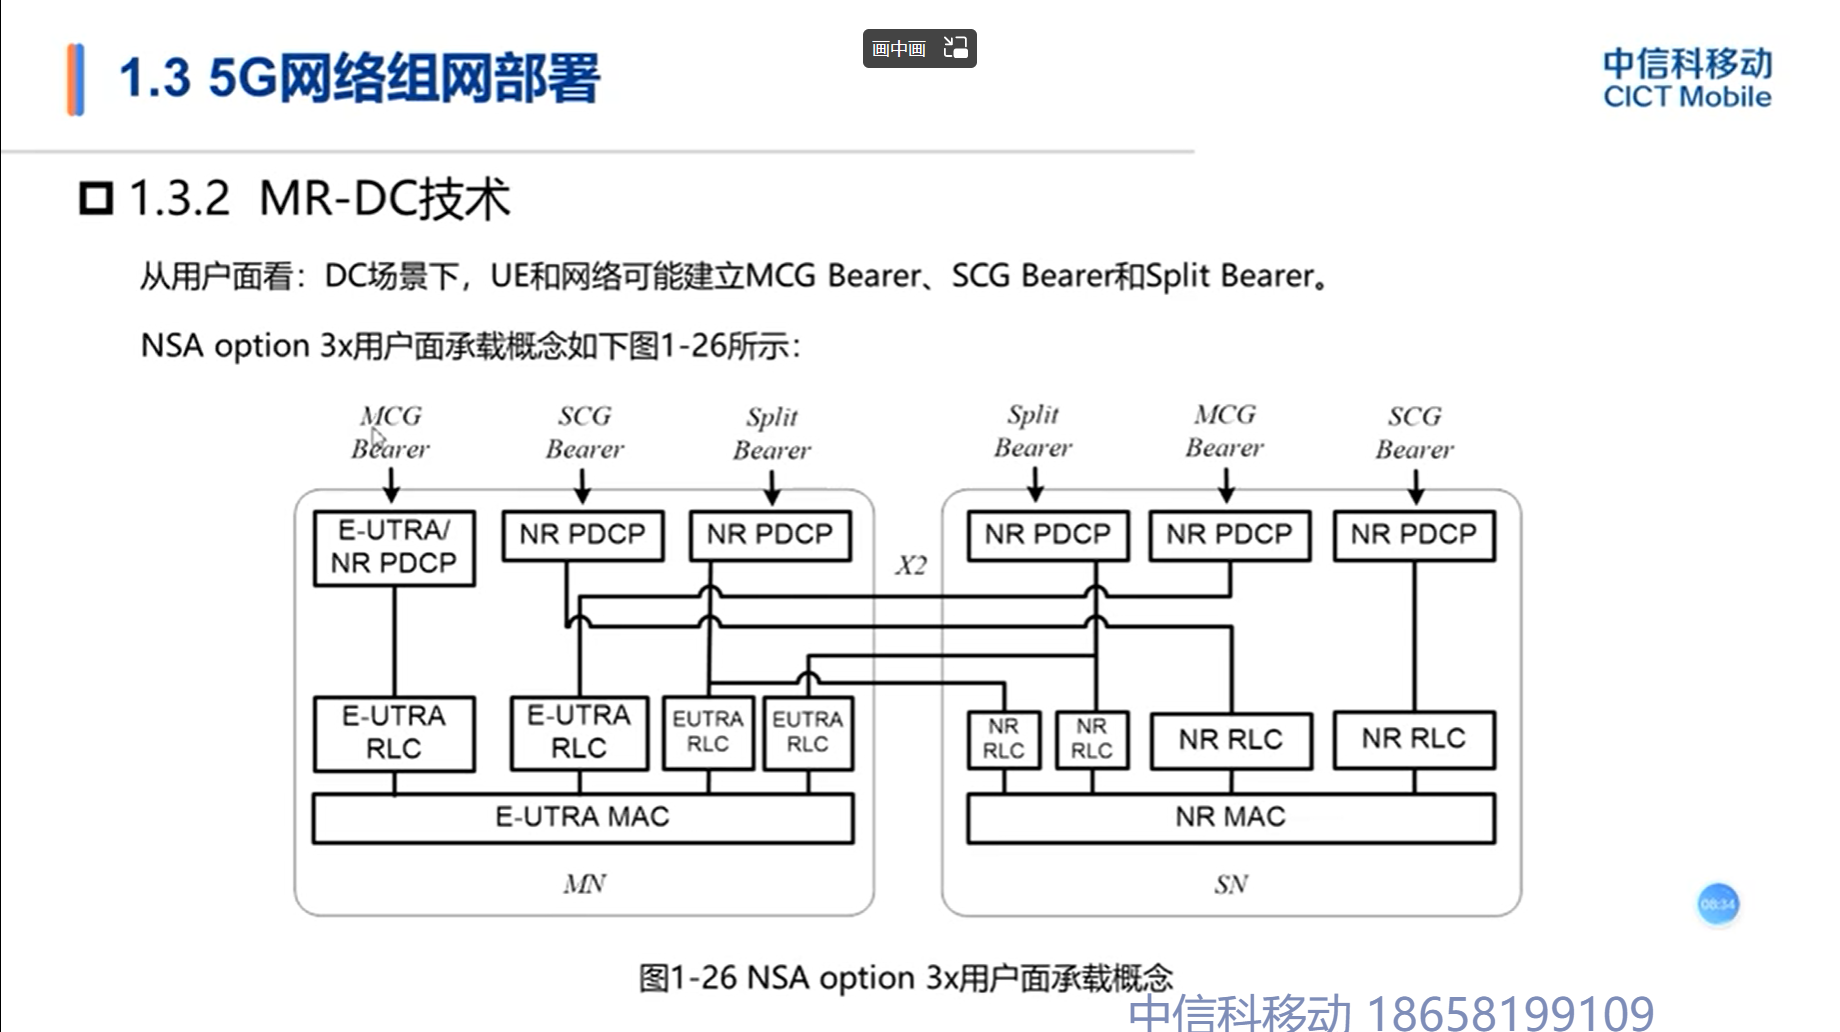 画中画
1.3 5G网络组网部署
中信科移动
CICT Mobile
1.3.2 MR-DC技术
从用户面看：DC场景下，UE和网络可能建立MCG Bearer、SCG Bearer和Split Bearer。
NSA option 3x用户面承载概念如下图1-26所示：
MCG
Bearer
SCG
Bearer
Split
Bearer
Split
Bearer
MCG
Bearer
SCG
Bearer
E-UTRA/
NR PDCP
NR PDCP
NR PDCP
X2
NR PDCP
NR PDCP
NR PDCP
E-UTRA
RLC
E-UTRA
RLC
EUTRA
RLC
EUTRA
RLC
NR
RLC
NR
RLC
NR RLC
NR RLC
E-UTRA MAC
NR MAC
MN
SN
08:34
图1-26 NSA option 3x用户面承载概念
中信科移动 18658199109